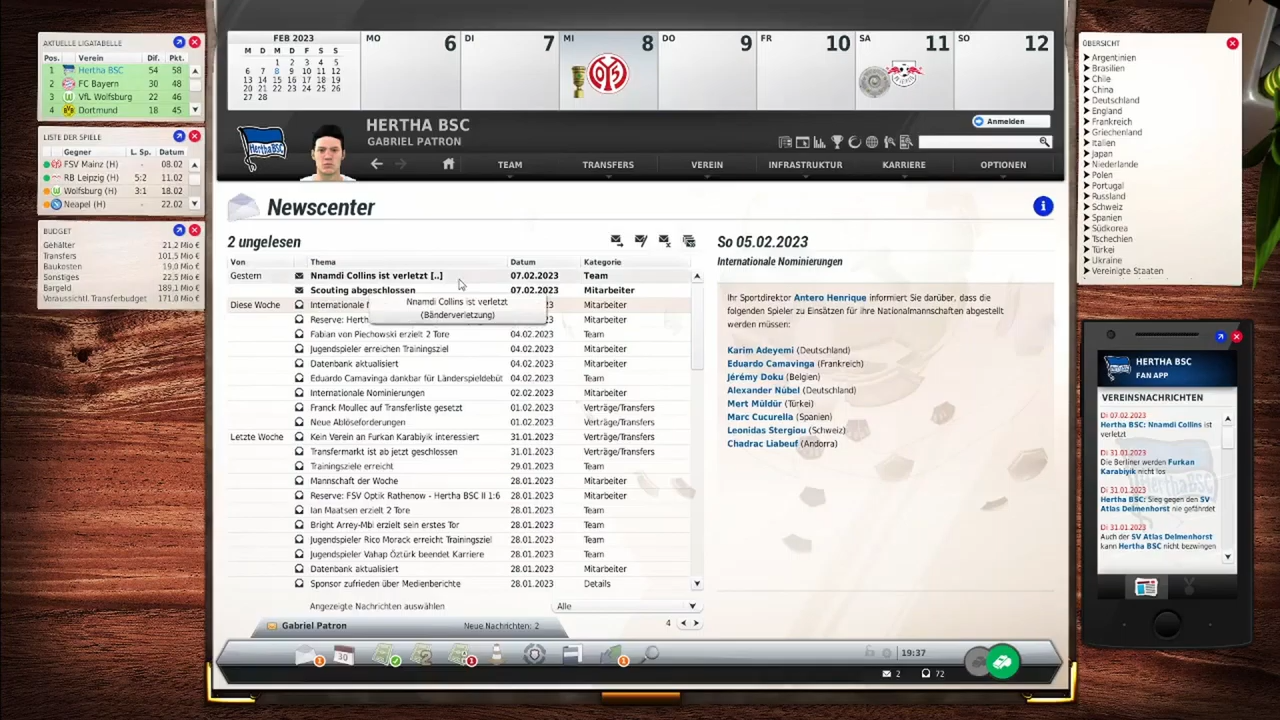 AKTUELLE LIGATABELLE
Pos. Verein Dif. Pkt.
1 Hertha BSC 54 58
2 FC Bayern 30 48
3 VfL Wolfsburg 22 46
4 Dortmund 18 45
LISTE DER SPIELE
Gegner L. Sp. Datum
FSV Mainz (H) - 08.02
RB Leipzig (H) 5:2 11.02
Wolfsburg (H) 3:1 18.02
Neapel (H) - 22.02
BUDGET
Gehälter 21,2 Mio €
Transfers 101,5 Mio €
Baukosten 19,0 Mio €
Sonstiges 22,5 Mio €
Bargeld 189,1 Mio €
Voraussichtl. Transferbudget 171,0 Mio €
FEB 2023
M D M D F S S
1 2 3 4 5
6 7 8 9 10 11 12
13 14 15 16 17 18 19
20 21 22 23 24 25 26
27 28
MO 6 DI 7 MI 8 DO 9 FR 10 SA 11 SO 12
HERTHA BSC
GABRIEL PATRON
Anmelden
TEAM TRANSFERS VEREIN INFRASTRUKTUR KARRIERE OPTIONEN
Newscenter
2 ungelesen
Von Thema Datum Kategorie
Gestern Nnamdi Collins ist verletzt [..] 07.02.2023 Team
Scouting abgeschlossen 07.02.2023 Mitarbeiter
Diese Woche Internationale Mitarbeiter
Nnamdi Collins ist verletzt
(Bänderverletzung)
Reserve: Hertha Mitarbeiter
Fabian von Piechowski erzielt 2 Tore 04.02.2023 Team
Jugendspieler erreichen Trainingsziel 04.02.2023 Mitarbeiter
Datenbank aktualisiert 04.02.2023 Mitarbeiter
Eduardo Camavinga dankbar für Länderspieldebüt 04.02.2023 Team
Internationale Nominierungen 02.02.2023 Mitarbeiter
Franck Moullec auf Transferliste gesetzt 01.02.2023 Verträge/Transfers
Neue Ablöseforderungen 01.02.2023 Verträge/Transfers
Letzte Woche Kein Verein an Furkan Karabiyik interessiert 31.01.2023 Verträge/Transfers
Transfermarkt ist ab jetzt geschlossen 31.01.2023 Verträge/Transfers
Trainingsziele erreicht 29.01.2023 Team
Mannschaft der Woche 28.01.2023 Mitarbeiter
Reserve: FSV Optik Rathenow - Hertha BSC II 1:6 28.01.2023 Mitarbeiter
Ian Maatsen erzielt 2 Tore 28.01.2023 Team
Bright Arrey-Mbi erzielt sein erstes Tor 28.01.2023 Team
Jugendspieler Rico Morack erreicht Trainingsziel 28.01.2023 Team
Jugendspieler Vahap Öztürk beendet Karriere 28.01.2023 Team
Datenbank aktualisiert 28.01.2023 Mitarbeiter
Sponsor zufrieden über Medienberichte 28.01.2023 Details
Angezeigte Nachrichten auswählen Alle
Gabriel Patron Neue Nachrichten: 2 4
So 05.02.2023
Internationale Nominierungen
Ihr Sportdirektor Antero Henrique informiert Sie darüber, dass die
folgenden Spieler zu Einsätzen für ihre Nationalmannschaften abgestellt
werden müssen:
Karim Adeyemi (Deutschland)
Eduardo Camavinga (Frankreich)
Jérémy Doku (Belgien)
Alexander Nübel (Deutschland)
Mert Müldür (Türkei)
Marc Cucurella (Spanien)
Leonidas Stergiou (Schweiz)
Chadrac Liabeuf (Andorra)
30 1 1 1
19:37
2 72
ÜBERSICHT
Argentinien
Brasilien
Chile
China
Deutschland
England
Frankreich
Griechenland
Italien
Japan
Niederlande
Polen
Portugal
Russland
Schweiz
Spanien
Südkorea
Tschechien
Türkei
Ukraine
Vereinigte Staaten
HERTHA BSC
FAN APP
VEREINSNACHRICHTEN
Di 07.02.2023
Hertha BSC: Nnamdi Collins ist
verletzt
Di 31.01.2023
Die Berliner werden Furkan
Karabiyik nicht los
Di 31.01.2023
Hertha BSC: Sieg gegen den SV
Atlas Delmenhorst nie gefährdet
Di 31.01.2023
Auch der SV Atlas Delmenhorst
kann Hertha BSC nicht bezwingen